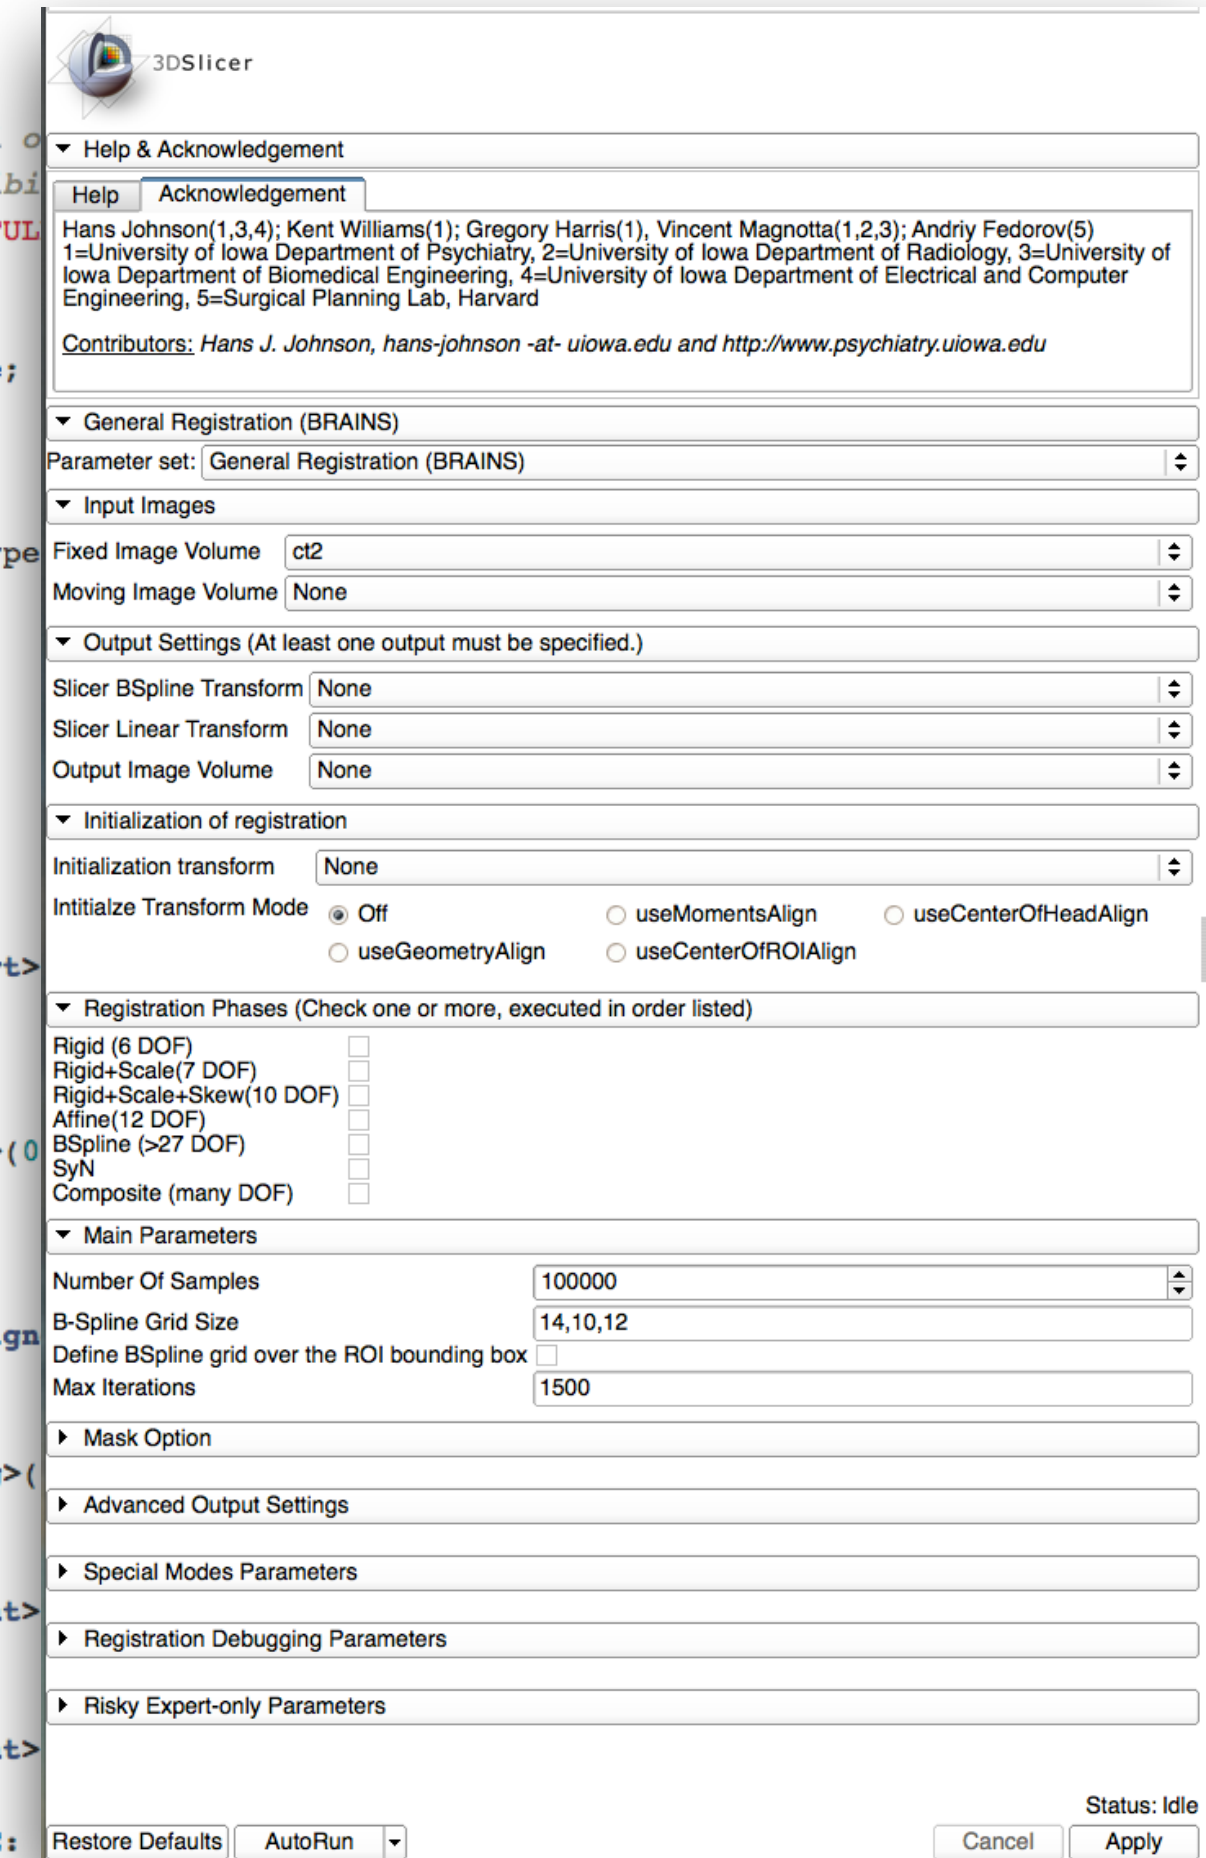 3DSlicer
Help & Acknowledgement
Help
Acknowledgement
Hans Johnson(1,3,4); Kent Williams(1); Gregory Harris(1), Vincent Magnotta(1,2,3); Andriy Fedorov(5)
1=University of Iowa Department of Psychiatry, 2=University of Iowa Department of Radiology, 3=University of
Iowa Department of Biomedical Engineering, 4=University of Iowa Department of Electrical and Computer
Engineering, 5=Surgical Planning Lab, Harvard
Contributors: Hans J. Johnson, hans-johnson -at- uiowa.edu and http://www.psychiatry.uiowa.edu
General Registration (BRAINS)
Parameter set: General Registration (BRAINS)
Input Images
Fixed Image Volume ct2
Moving Image Volume None
Output Settings (At least one output must be specified.)
Slicer BSpline Transform None
Slicer Linear Transform None
Output Image Volume None
Initialization of registration
Initialization transform None
Intitialze Transform Mode Off useMomentsAlign useCenterOfHeadAlign
useGeometryAlign useCenterOfROIAlign
Registration Phases (Check one or more, executed in order listed)
Rigid (6 DOF)
Rigid+Scale(7 DOF)
Rigid+Scale+Skew(10 DOF)
Affine(12 DOF)
BSpline (>27 DOF)
SyN
Composite (many DOF)
Main Parameters
Number Of Samples 100000
B-Spline Grid Size 14,10,12
Define BSpline grid over the ROI bounding box
Max Iterations 1500
Mask Option
Advanced Output Settings
Special Modes Parameters
Registration Debugging Parameters
Risky Expert-only Parameters
Status: Idle
Restore Defaults AutoRun Cancel Apply